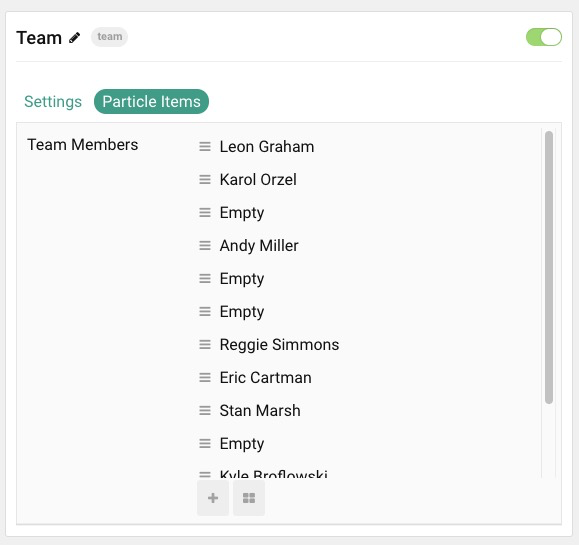 Team team
Settings Particle Items
Team Members
Leon Graham
Karol Orzel
Empty
Andy Miller
Empty
Empty
Reggie Simmons
Eric Cartman
Stan Marsh
Empty
Kyle Broflowski